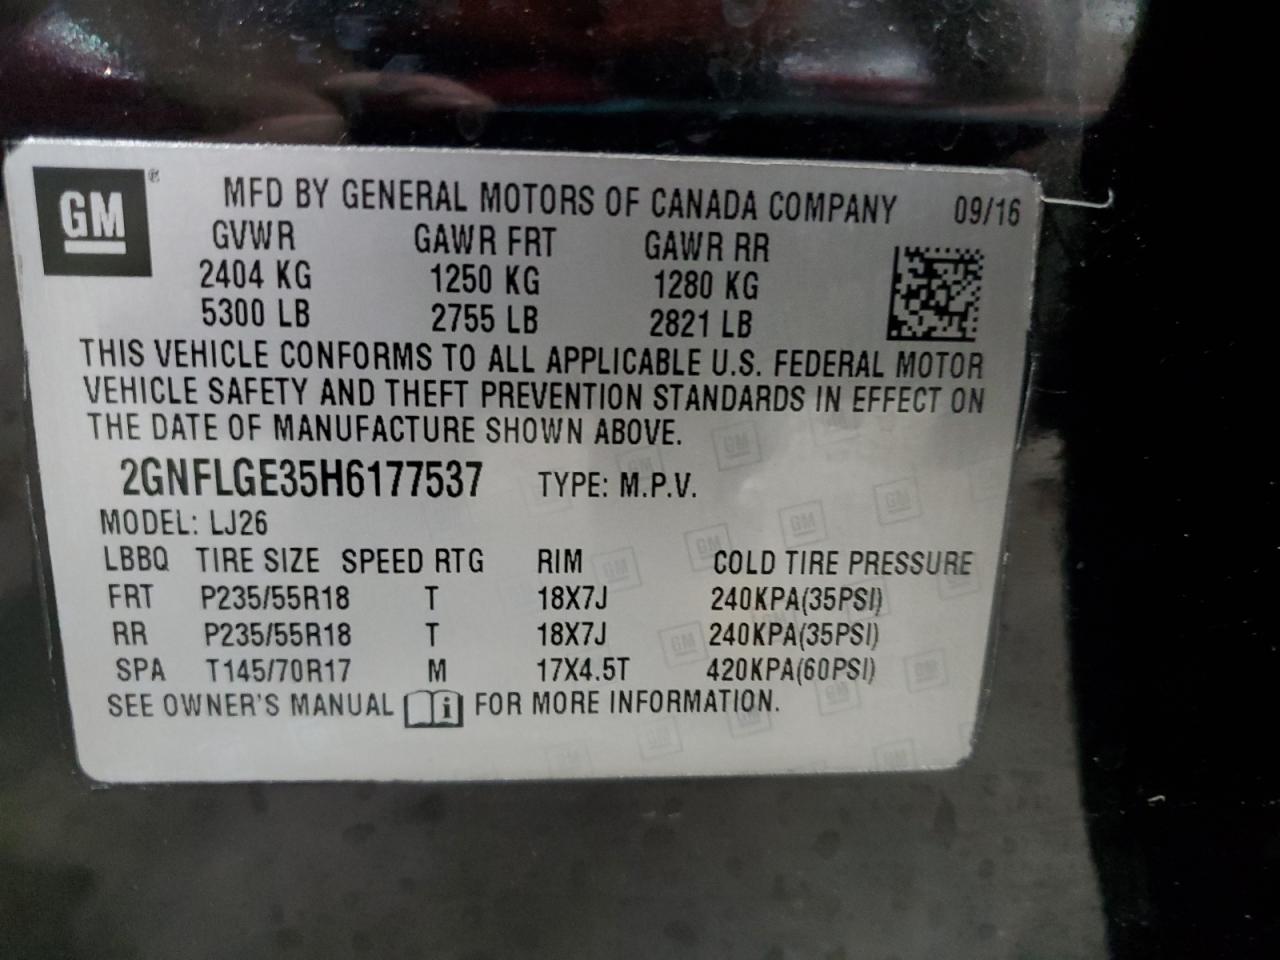 GM ® MFD BY GENERAL MOTORS OF CANADA COMPANY 09/16
GVWR GAWR FRT GAWR RR
2404 KG 1250 KG 1280 KG
5300 LB 2755 LB 2821 LB
THIS VEHICLE CONFORMS TO ALL APPLICABLE U.S. FEDERAL MOTOR
VEHICLE SAFETY AND THEFT PREVENTION STANDARDS IN EFFECT ON
THE DATE OF MANUFACTURE SHOWN ABOVE.
2GNFLGE35H6177537 TYPE: M.P.V.
MODEL: LJ26
LBBQ TIRE SIZE SPEED RTG RIM COLD TIRE PRESSURE
FRT P235/55R18 T 18X7J 240KPA(35PSI)
RR P235/55R18 T 18X7J 240KPA(35PSI)
SPA T145/70R17 M 17X4.5T 420KPA(60PSI)
SEE OWNER'S MANUAL i FOR MORE INFORMATION.